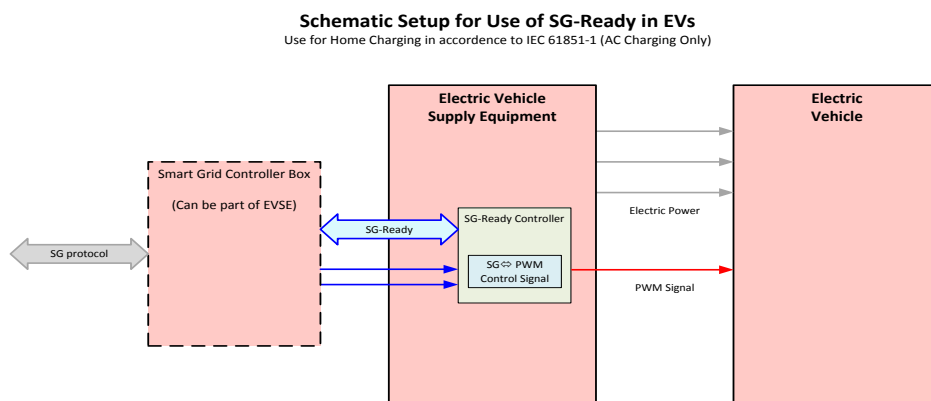 Schematic Setup for Use of SG-Ready in EVs
Use for Home Charging in accordence to IEC 61851-1 (AC Charging Only)
Electric Vehicle
Supply Equipment
Electric
Vehicle
Smart Grid Controller Box
(Can be part of EVSE)
SG-Ready Controller
Electric Power
SG-Ready
SG protocol
SG⇔ PWM
Control Signal
PWM Signal